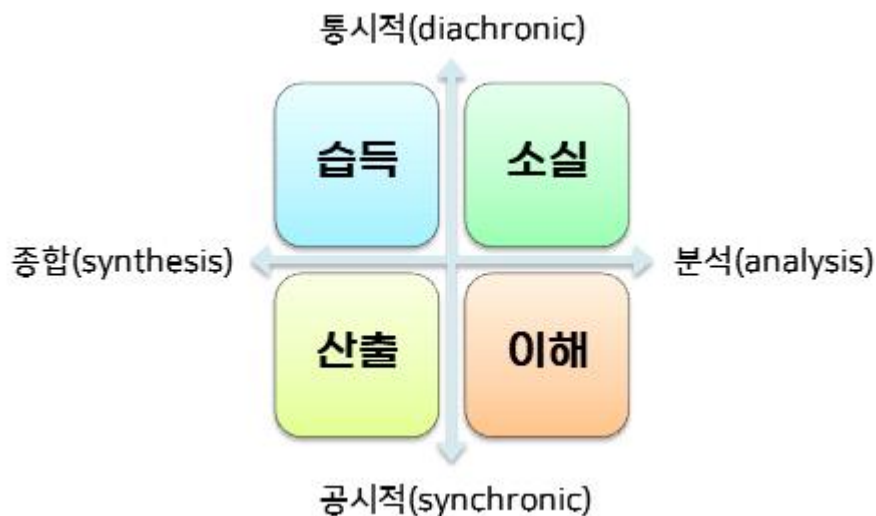 통시적(diachronic)
습득 소실
종합(synthesis) 분석(analysis)
산출 이해
공시적(synchronic)